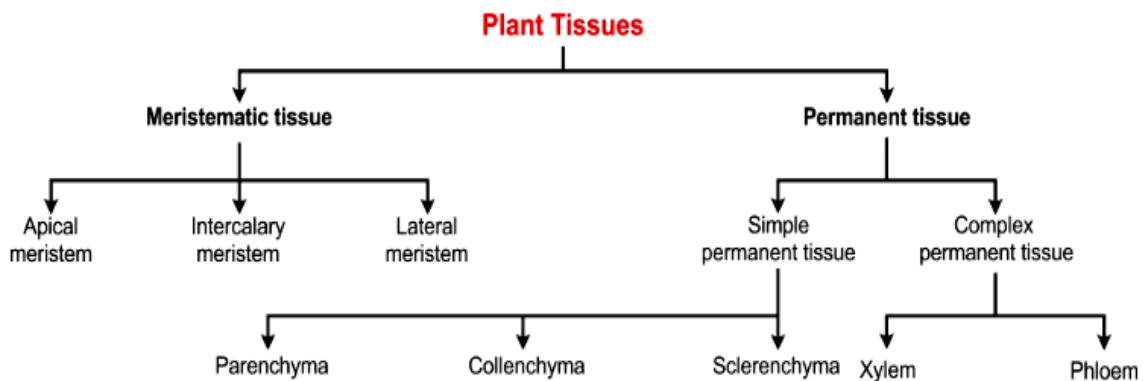 Plant Tissues
Meristematic tissue
Permanent tissue
Apical
meristem
Intercalary
meristem
Lateral
meristem
Simple
permanent tissue
Complex
permanent tissue
Parenchyma
Collenchyma
Sclerenchyma
Xylem
Phloem